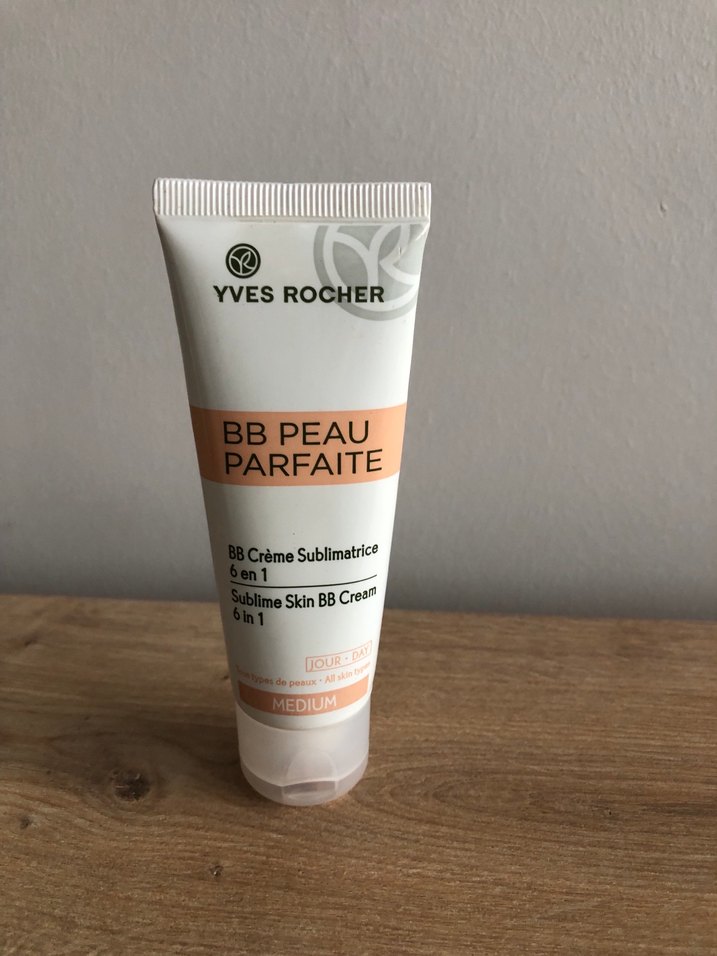 YVES ROCHER
BB PEAU
PARFAITE
BB Crème Sublimatrice
6 en 1
Sublime Skin BB Cream
6 in 1
JOUR • DAY
Tous types de peaux • All skin types
MEDIUM